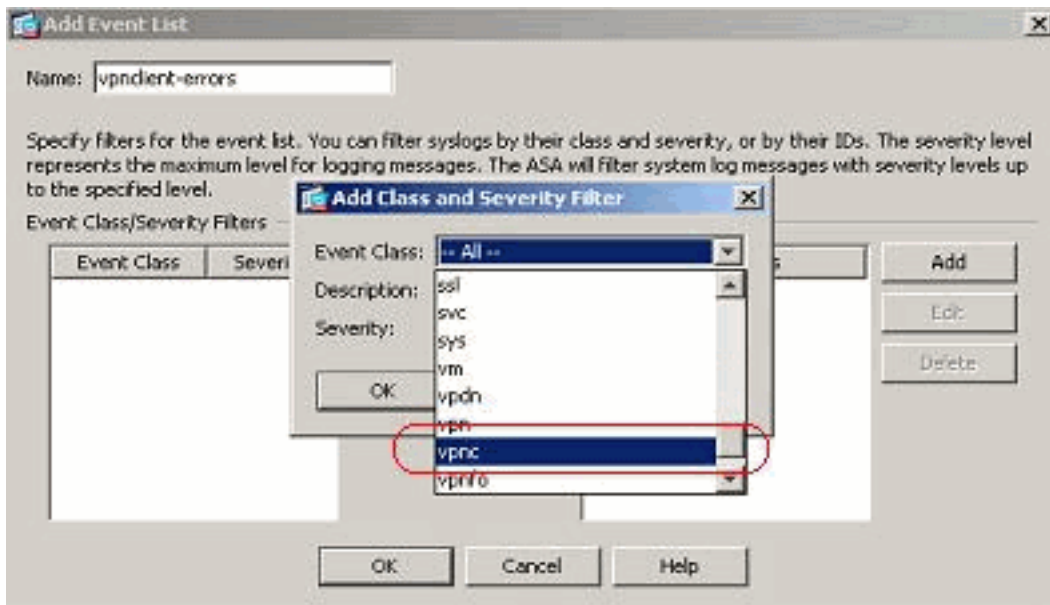 Add Event List
Name: vpnclient-errors
Specify filters for the event list. You can filter syslogs by their class and severity, or by their IDs. The severity level
represents the maximum level for logging messages. The ASA will filter system log messages with severity levels up
to the specified level.
Add Class and Severity Filter
Event Class/Severity Filters
Event Class: -- All --
Event Class
Severi
s
Add
Description:
ssl
svc
Edit
Severity:
sys
vm
Delete
OK
vpdn
vpn
vpnc
vpnfo
OK
Cancel
Help